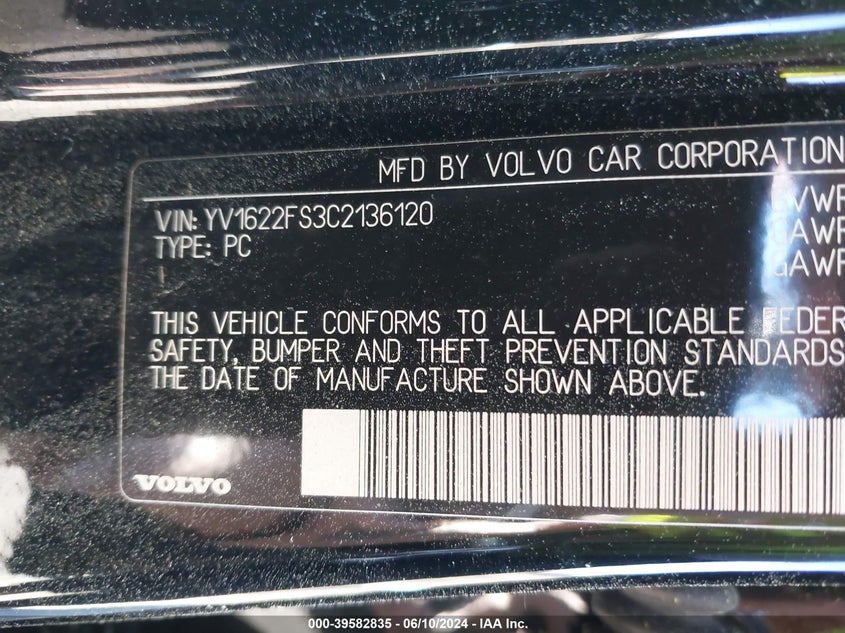 MFD BY VOLVO CAR CORPORATION
VIN: YV1622FS3C2136120
TYPE: PC
THIS VEHICLE CONFORMS TO ALL APPLICABLE FEDER
SAFETY, BUMPER AND THEFT PREVENTION STANDARDS
THE DATE OF MANUFACTURE SHOWN ABOVE.
VOLVO
000-39582835 - 06/10/2024 - IAA Inc.